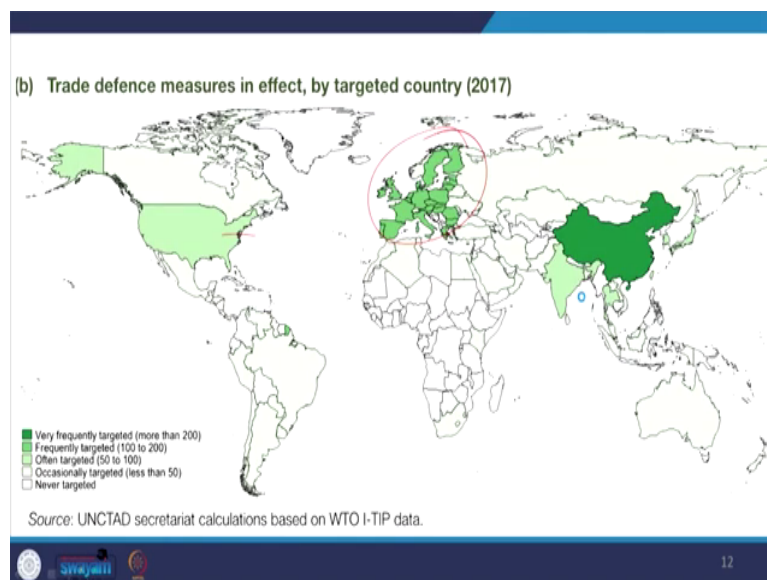 (b) Trade defence measures in effect, by targeted country (2017)
Very frequently targeted (more than 200)
Frequently targeted (100 to 200)
Often targeted (50 to 100)
Occasionally targeted (less than 50)
Never targeted
Source: UNCTAD secretariat calculations based on WTO I-TIP data.
swayam
12